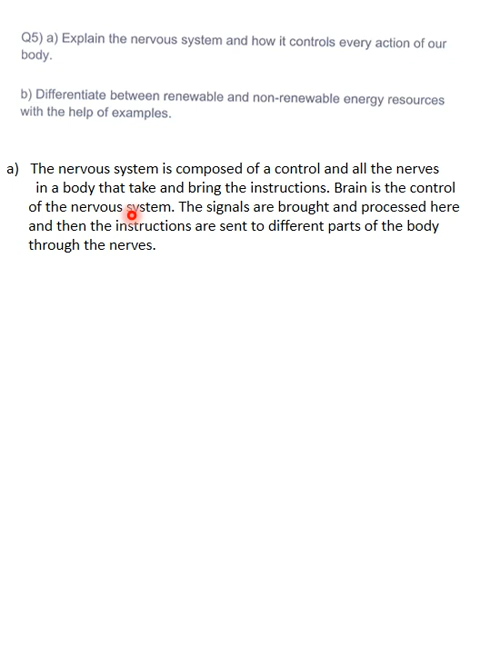 Q5) a) Explain the nervous system and how it controls every action of our
body.
b) Differentiate between renewable and non-renewable energy resources
with the help of examples.
a) The nervous system is composed of a control and all the nerves
in a body that take and bring the instructions. Brain is the control
of the nervous system. The signals are brought and processed here
and then the instructions are sent to different parts of the body
through the nerves.